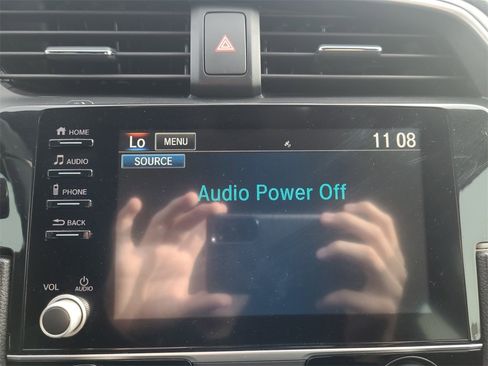 HOME
Lo MENU 11 08
AUDIO
SOURCE
PHONE
Audio Power Off
BACK
VOL AUDIO